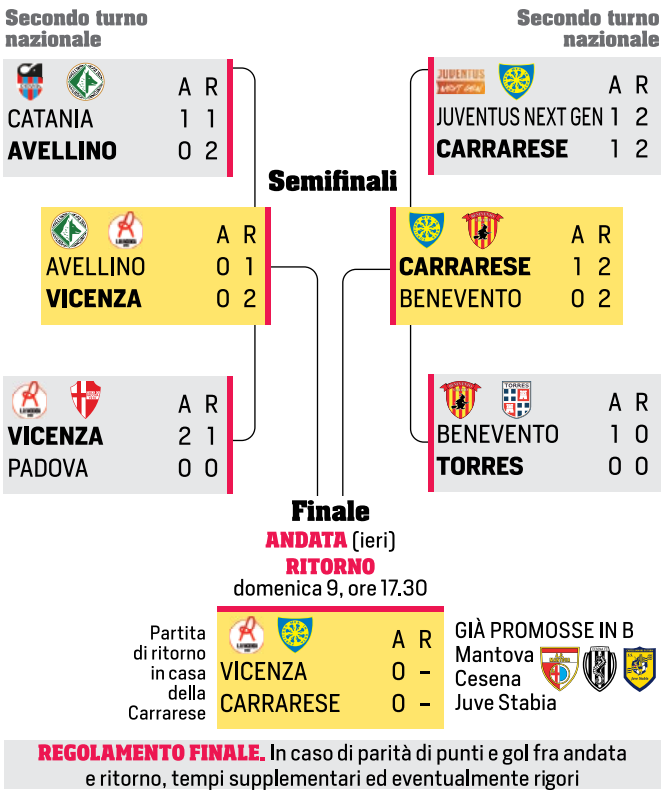 Secondo turno
nazionale
Secondo turno
nazionale
A R
CATANIA 1 1
AVELLINO 0 2
JUVENTUS
NEXT GEN
A R
JUVENTUS NEXT GEN 1 2
CARRARESE 1 2
Semifinali
A R
AVELLINO 0 1
VICENZA 0 2
A R
CARRARESE 1 2
BENEVENTO 0 2
A R
VICENZA 2 1
PADOVA 0 0
TORRES
A R
BENEVENTO 1 0
TORRES 0 0
Finale
ANDATA (ieri)
RITORNO
domenica 9, ore 17.30
Partita
di ritorno
in casa
della
Carrarese
A R
VICENZA 0 –
CARRARESE 0 –
GIÀ PROMOSSE IN B
Mantova
Cesena
Juve Stabia
REGOLAMENTO FINALE. In caso di parità di punti e gol fra andata
e ritorno, tempi supplementari ed eventualmente rigori